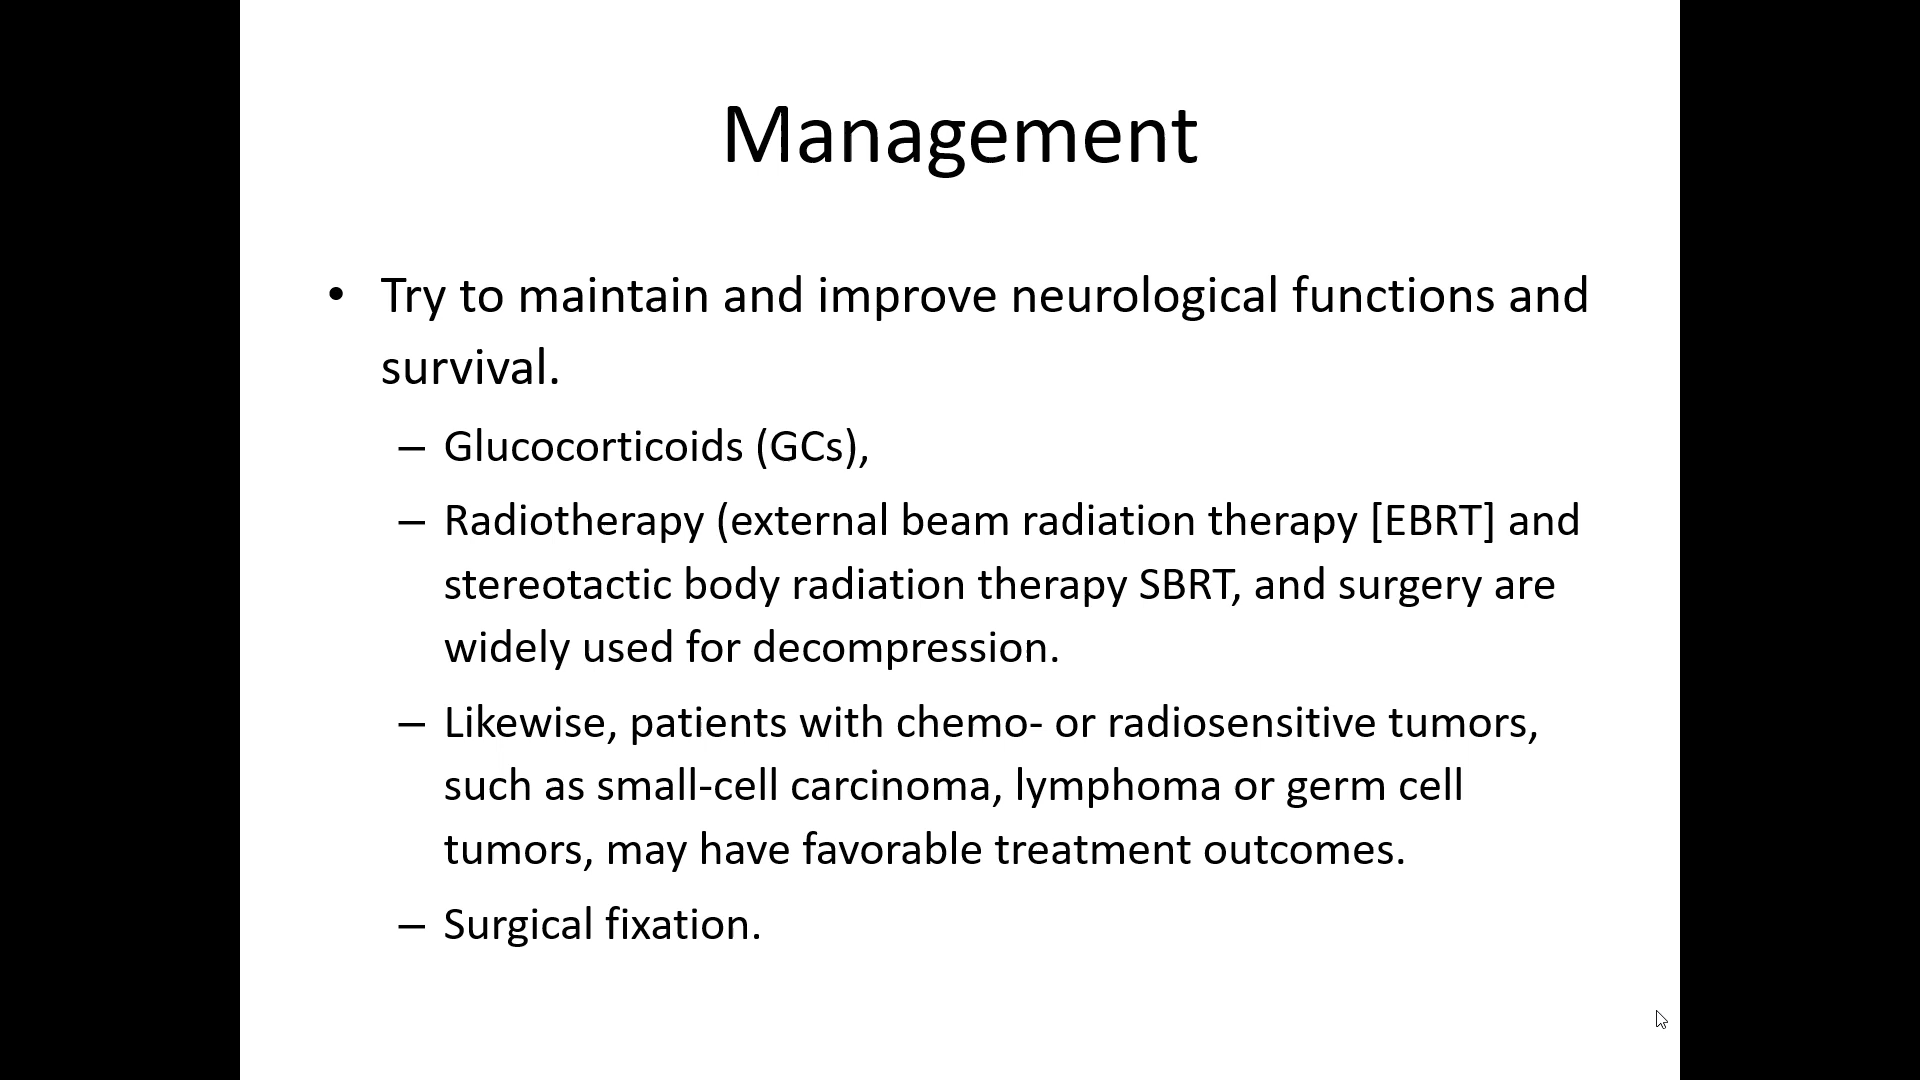 Management
• Try to maintain and improve neurological functions and
survival.
– Glucocorticoids (GCs),
– Radiotherapy (external beam radiation therapy [EBRT] and
stereotactic body radiation therapy SBRT, and surgery are
widely used for decompression.
– Likewise, patients with chemo- or radiosensitive tumors,
such as small-cell carcinoma, lymphoma or germ cell
tumors, may have favorable treatment outcomes.
– Surgical fixation.